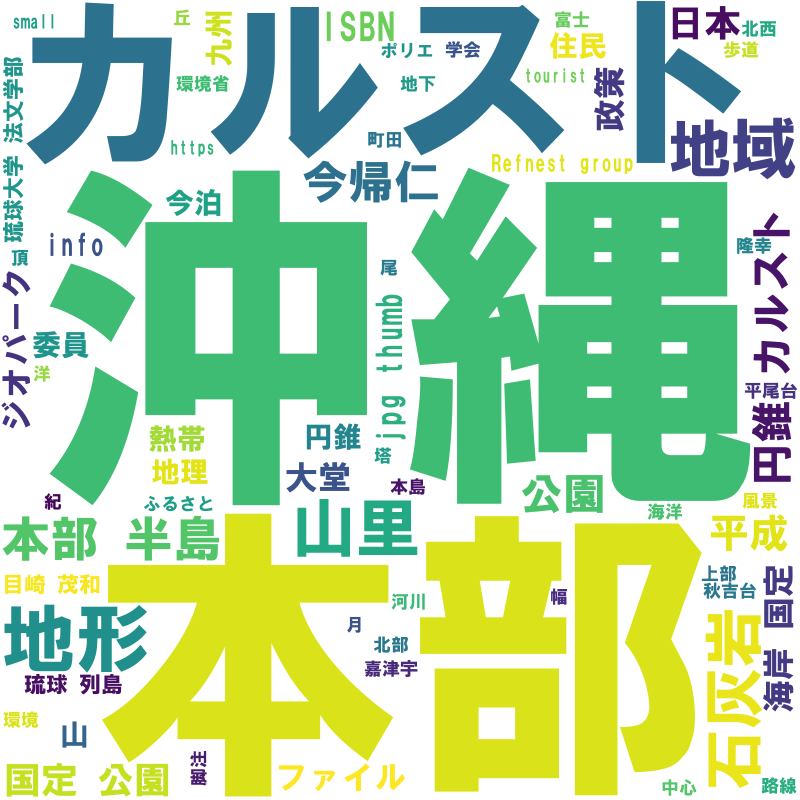 small
丘
九州
ISBN
ポリエ
学会
富士
住民
日本
北西
歩道
カルスト
環境省
地下
tourist
政策
琉球大学 法文学部
https
町田
Refnest group
地域
今帰仁
今泊
沖縄
info
頂
尾
隆幸
カルスト
ジオパーク
委員
洋
jpg thumb
平尾台
円錐
熱帯
円錐
地理
大堂
塔
本島
公園
紀
ふるさと
風景
海洋
本部 半島
山里
平成
本部
目崎 茂和
上部
秋吉台
海岸 国定
地形
河川
幅
石灰岩
月
北部
嘉津宇
琉球 列島
環境
山
国定 公園
脚注
ファイル
中心
路線